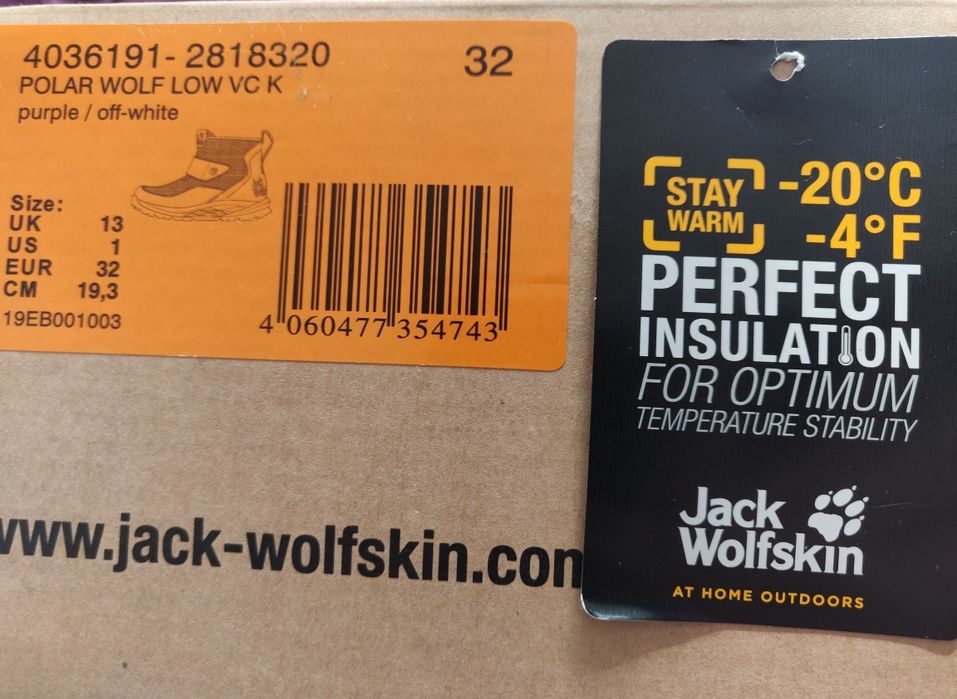 4036191- 2818320
32
POLAR WOLF LOW VC K
purple / off-white
Size:
UK 13
US 1
EUR 32
CM 19,3
19EB001003
4 060477 354743
www.jack-wolfskin.com
STAY
WARM
-20°C
-4°F
PERFECT
INSULATION
FOR OPTIMUM
TEMPERATURE STABILITY
Jack
Wolfskin
AT HOME OUTDOORS